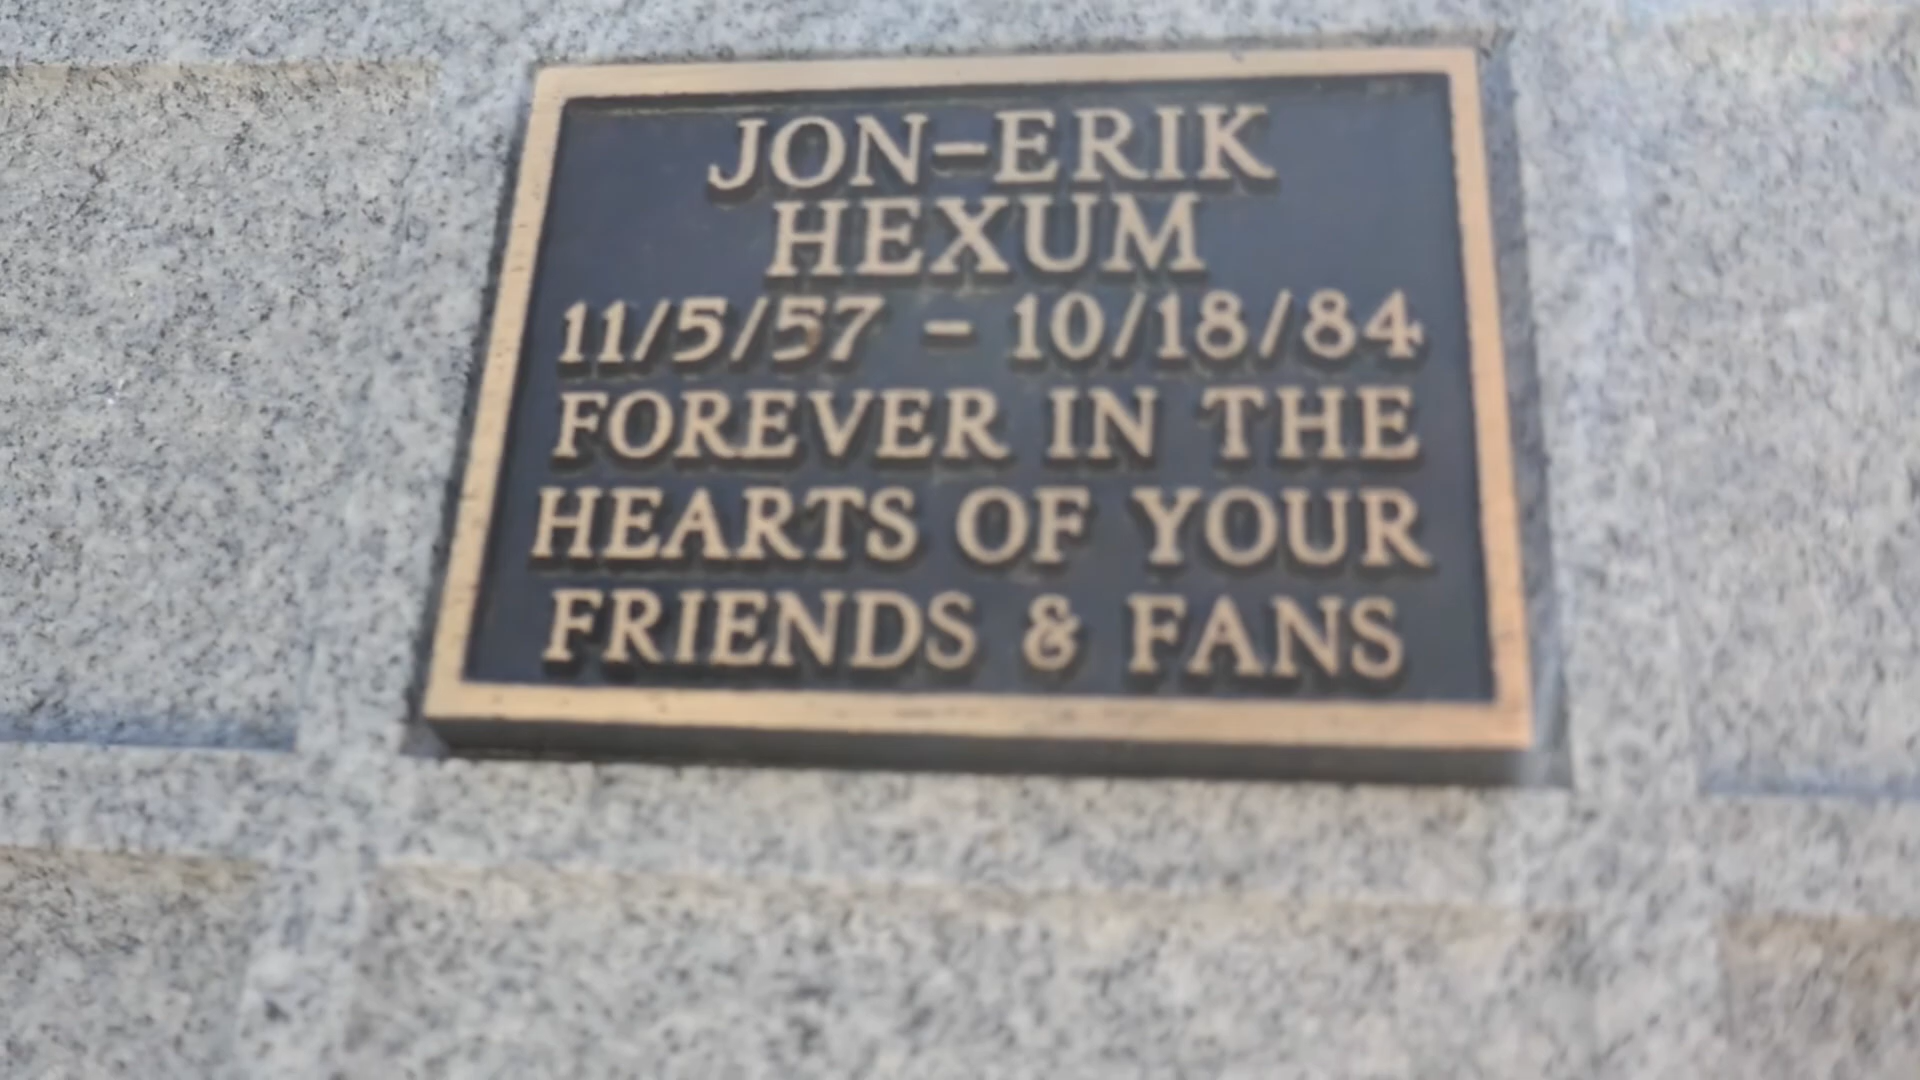 JON-ERIK
HEXUM
11/5/57 - 10/18/84
FOREVER IN THE
HEARTS OF YOUR
FRIENDS & FANS